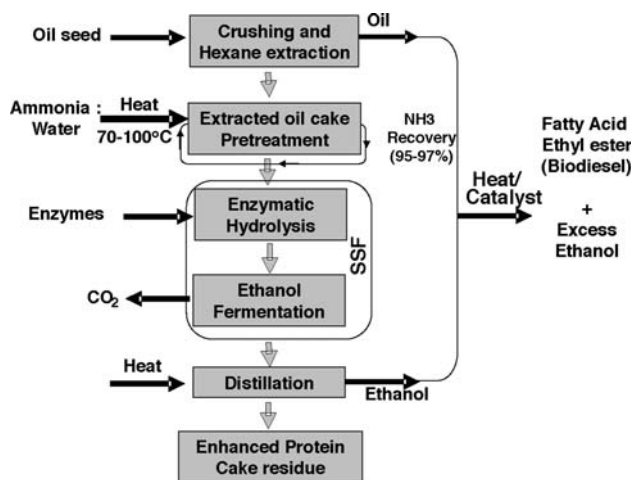 Oil seed
Crushing and
Hexane extraction
Oil
Ammonia :
Water
Heat
70-100°C
Extracted oil cake
Pretreatment
NH3
Recovery
(95-97%)
Fatty Acid
Ethyl ester
(Biodiesel)
+
Excess
Ethanol
Heat/
Catalyst
Enzymes
Enzymatic
Hydrolysis
SSF
CO₂
Ethanol
Fermentation
Heat
Distillation
Ethanol
Enhanced Protein
Cake residue